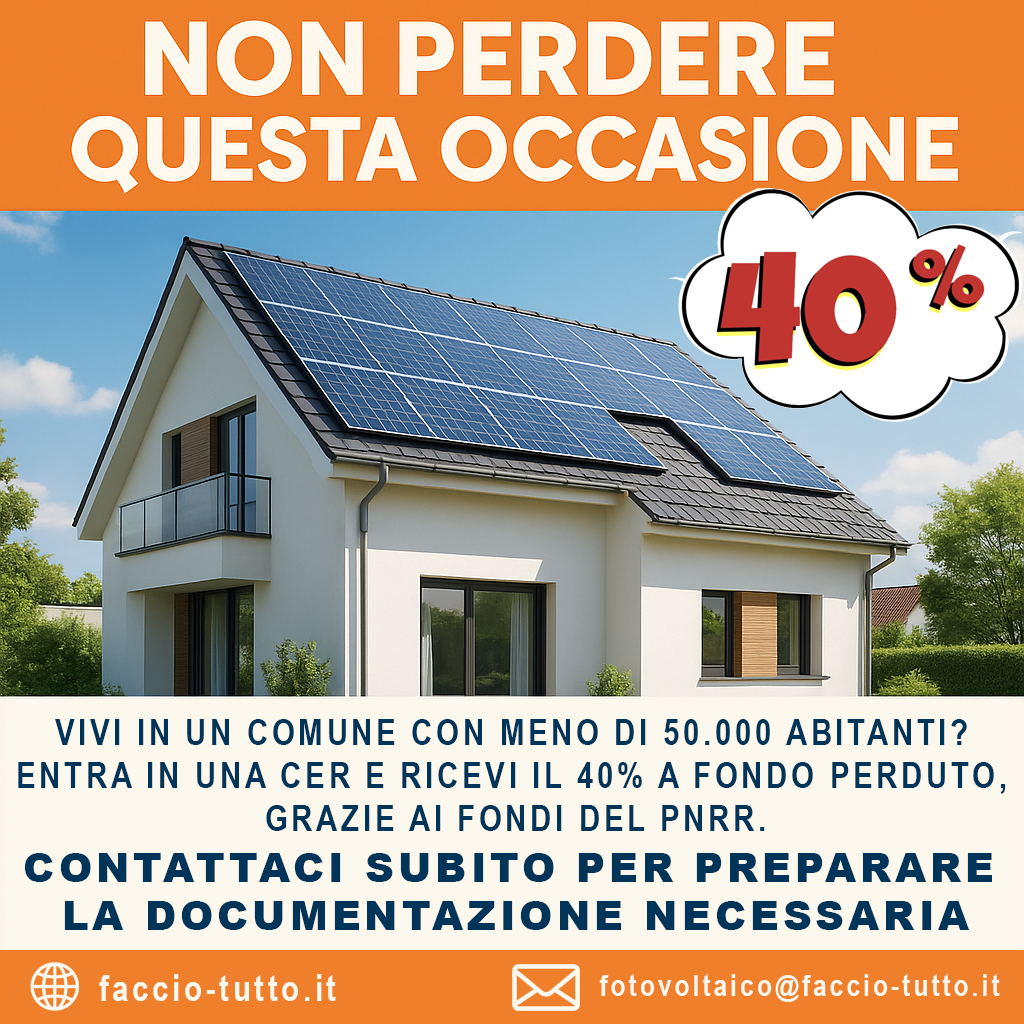 NON PERDERE
QUESTA OCCASIONE
40%
VIVI IN UN COMUNE CON MENO DI 50.000 ABITANTI?
ENTRA IN UNA CER E RICEVI IL 40% A FONDO PERDUTO,
GRAZIE AI FONDI DEL PNRR.
CONTATTACI SUBITO PER PREPARARE
LA DOCUMENTAZIONE NECESSARIA
faccio-tutto.it
fotovoltaico@faccio-tutto.it